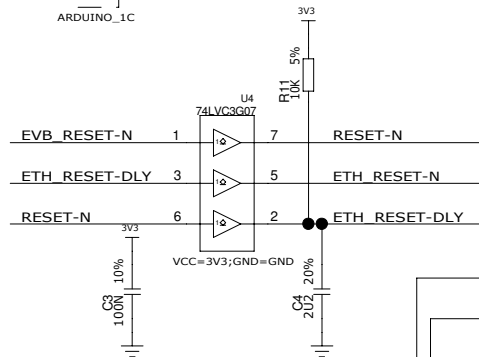 ARDUINO_1C
3V3
5%
R11
10K
U4
74LVC3G07
EVB_RESET-N 1 7 RESET-N
ETH_RESET-DLY 3 5 ETH_RESET-N
RESET-N 6 2 ETH_RESET-DLY
3V3
VCC=3V3;GND=GND
10%
C3
100N
20%
C4
2U2